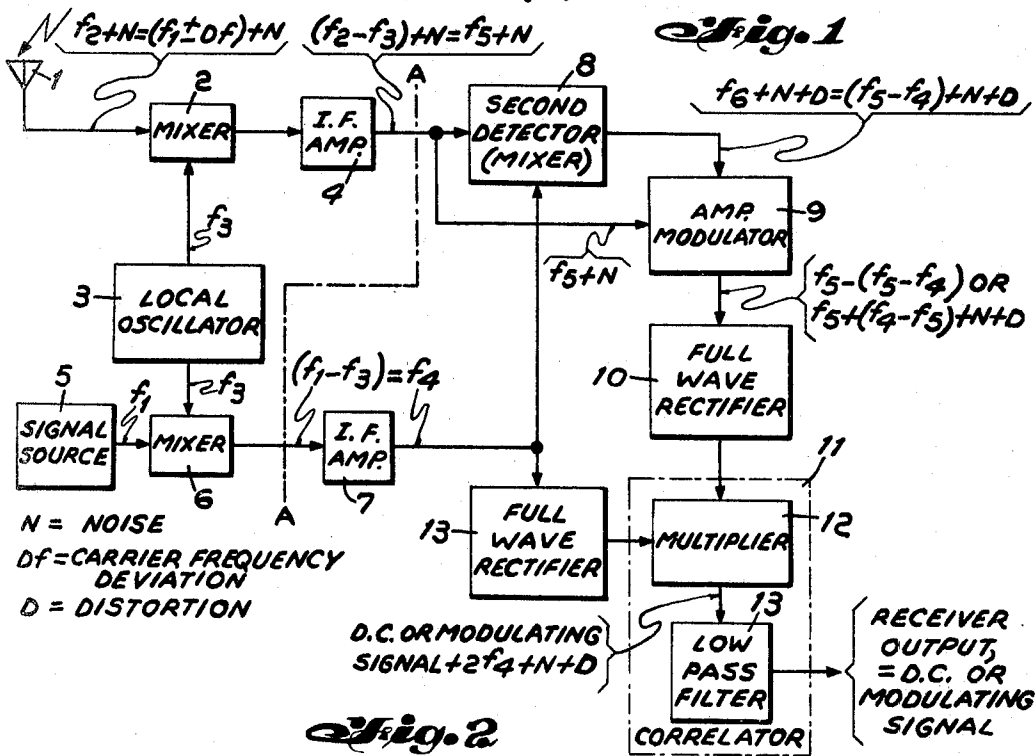 Fig. 1
f2+N=(f1±Df)+N
(f2-f3)+N=f5+N
A
1
2
MIXER
I.F.
AMP.
4
8
SECOND
DETECTOR
(MIXER)
f6+N+D=(f5-f4)+N+D
AMP.
MODULATOR
9
f5+N
f3
3
LOCAL
OSCILLATOR
f5-(f5-f4) OR
f5+(f4-f5)+N+D
f3
(f1-f3)=f4
10
FULL
WAVE
RECTIFIER
5
SIGNAL
SOURCE
f1
MIXER
6
I.F.
AMP.
7
A
11
13
FULL
WAVE
RECTIFIER
MULTIPLIER
12
N = NOISE
Df=CARRIER FREQUENCY
DEVIATION
D = DISTORTION
D.C. OR MODULATING
SIGNAL+2f4+N+D
13
LOW
PASS
FILTER
RECEIVER
OUTPUT,
=D.C. OR
MODULATING
SIGNAL
CORRELATOR
Fig. 2